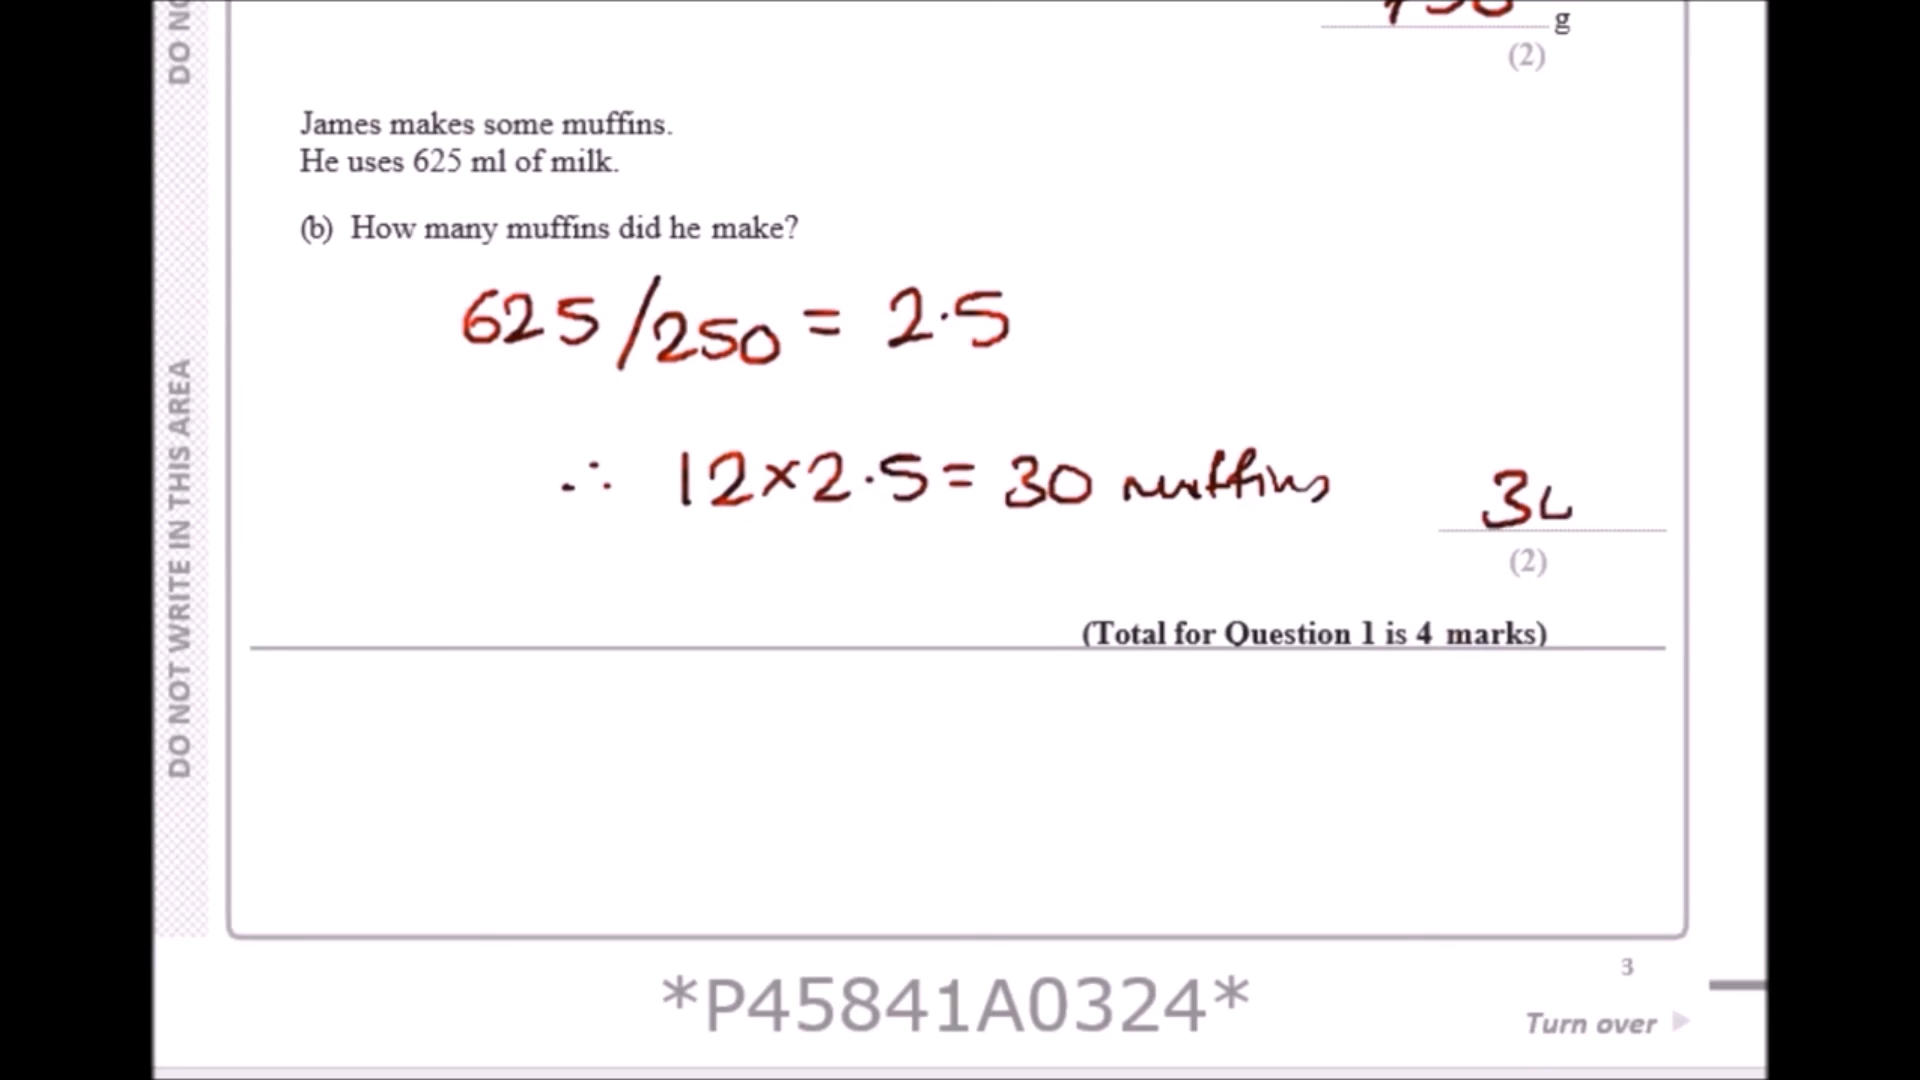 g
(2)
James makes some muffins.
He uses 625 ml of milk.
(b) How many muffins did he make?
625/250 = 2.5
∴ 12×2.5 = 30 muffins
(2)
(Total for Question 1 is 4 marks)
DO NOT WRITE IN THIS AREA
*P45841A0324*
3
Turn over